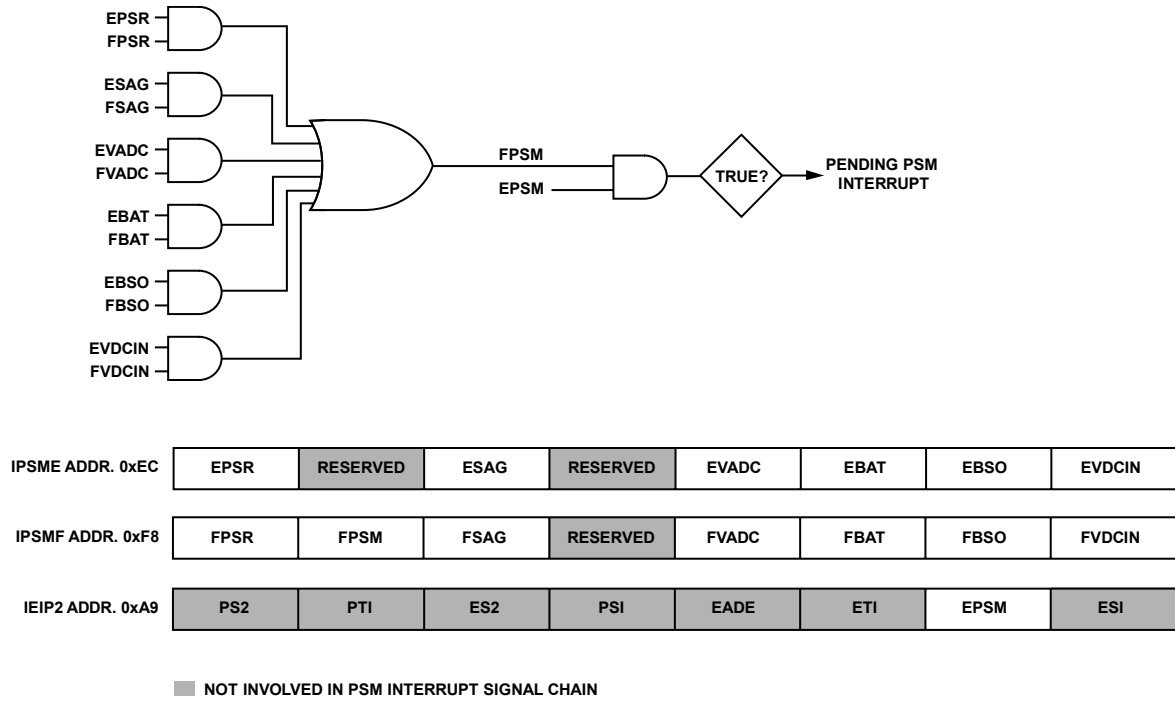 EPSR
FPSR
ESAG
FSAG
EVADC
FVADC
EBAT
FBAT
EBSO
FBSO
EVDCIN
FVDCIN
FPSM
EPSM
TRUE?
PENDING PSM
INTERRUPT
IPSME ADDR. 0xEC EPSR RESERVED ESAG RESERVED EVADC EBAT EBSO EVDCIN
IPSMF ADDR. 0xF8 FPSR FPSM FSAG RESERVED FVADC FBAT FBSO FVDCIN
IEIP2 ADDR. 0xA9 PS2 PTI ES2 PSI EADE ETI EPSM ESI
NOT INVOLVED IN PSM INTERRUPT SIGNAL CHAIN